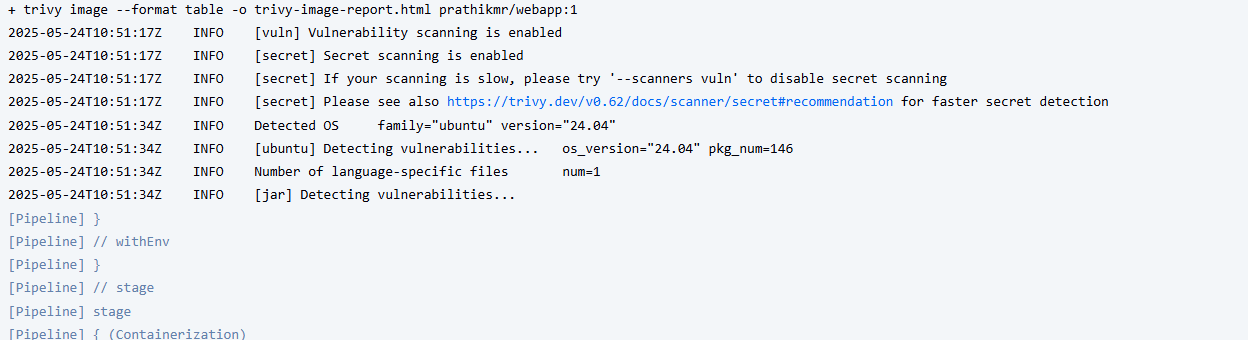 + trivy image --format table -o trivy-image-report.html prathikmr/webapp:1
2025-05-24T10:51:17Z    INFO    [vuln] Vulnerability scanning is enabled
2025-05-24T10:51:17Z    INFO    [secret] Secret scanning is enabled
2025-05-24T10:51:17Z    INFO    [secret] If your scanning is slow, please try '--scanners vuln' to disable secret scanning
2025-05-24T10:51:17Z    INFO    [secret] Please see also https://trivy.dev/v0.62/docs/scanner/secret#recommendation for faster secret detection
2025-05-24T10:51:34Z    INFO    Detected OS     family="ubuntu" version="24.04"
2025-05-24T10:51:34Z    INFO    [ubuntu] Detecting vulnerabilities...   os_version="24.04" pkg_num=146
2025-05-24T10:51:34Z    INFO    Number of language-specific files       num=1
2025-05-24T10:51:34Z    INFO    [jar] Detecting vulnerabilities...
[Pipeline] }
[Pipeline] // withEnv
[Pipeline] }
[Pipeline] // stage
[Pipeline] stage
[Pipeline] { (Containerization)